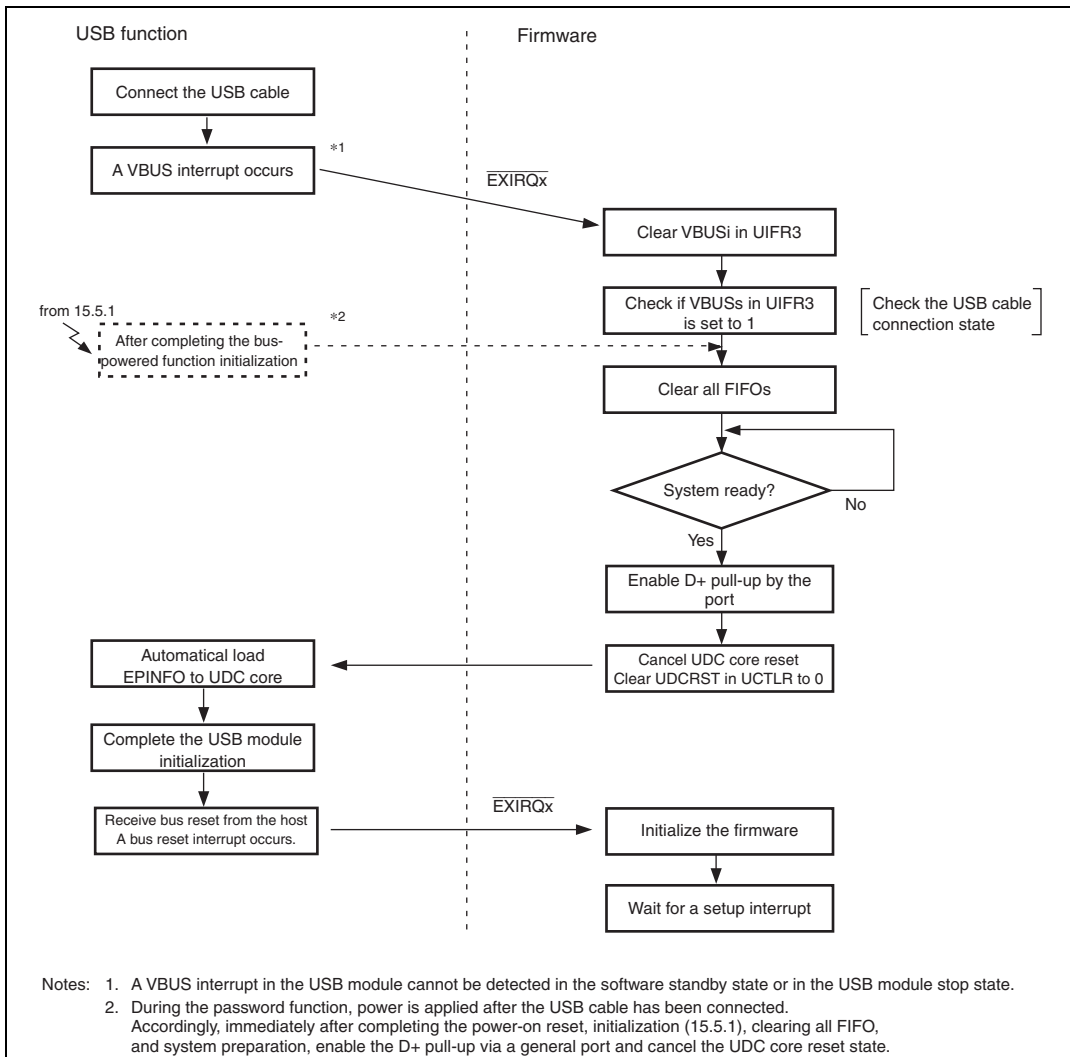 USB function
Firmware
Connect the USB cable
A VBUS interrupt occurs
*1
EXIRQx
Clear VBUSi in UIFR3
Check if VBUSs in UIFR3
is set to 1
Check the USB cable
connection state
from 15.5.1
*2
After completing the bus-
powered function initialization
Clear all FIFOs
System ready?
No
Yes
Enable D+ pull-up by the
port
Cancel UDC core reset
Clear UDCRST in UCTLR to 0
Automatical load
EPINFO to UDC core
Complete the USB module
initialization
Receive bus reset from the host
A bus reset interrupt occurs.
EXIRQx
Initialize the firmware
Wait for a setup interrupt
Notes: 1. A VBUS interrupt in the USB module cannot be detected in the software standby state or in the USB module stop state.
2. During the password function, power is applied after the USB cable has been connected.
Accordingly, immediately after completing the power-on reset, initialization (15.5.1), clearing all FIFO,
and system preparation, enable the D+ pull-up via a general port and cancel the UDC core reset state.